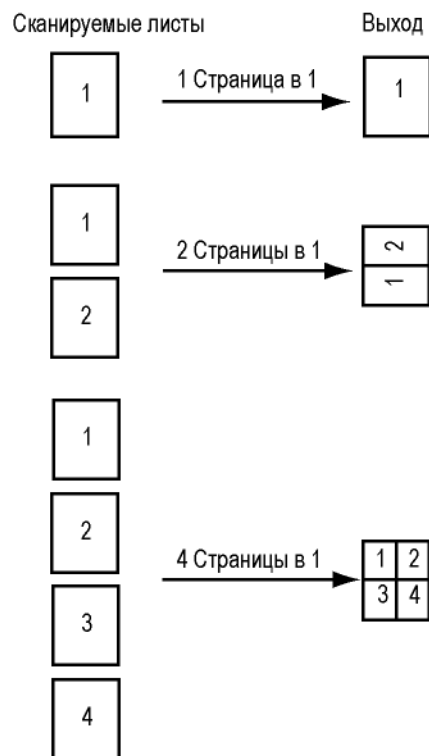 Сканируемые листы Выход
1 1 Страница в 1 1
1
2 Страницы в 1
2
1
2
1
2
4 Страницы в 1
1 2
3 4
3
4